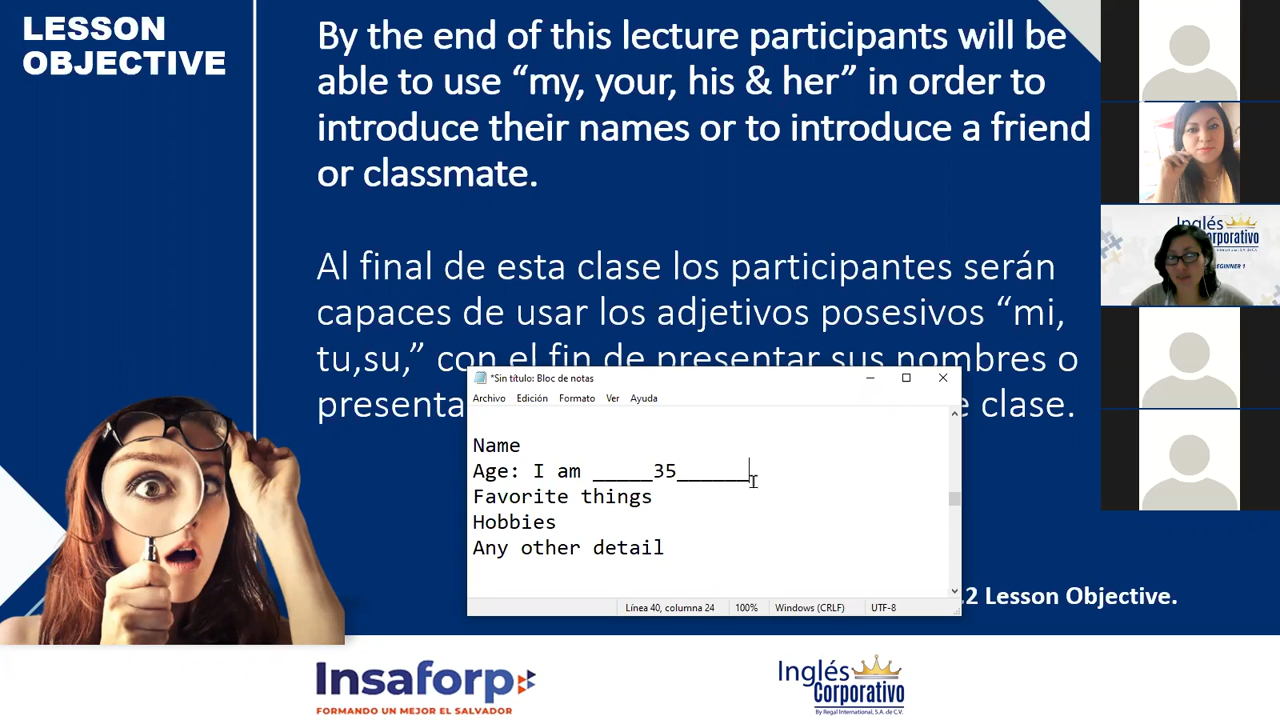 LESSON
OBJECTIVE
By the end of this lecture participants will be
able to use “my, your, his & her” in order to
introduce their names or to introduce a friend
or classmate.
Al final de esta clase los participantes serán
capaces de usar los adjetivos posesivos “mi,
tu,su,” con el fin de presentar sus nombres o
presenta
e clase.
*Sin título: Bloc de notas
Archivo Edición Formato Ver Ayuda
Name
Age: I am _____35______
Favorite things
Hobbies
Any other detail
Línea 40, columna 24 100% Windows (CRLF) UTF-8
.2 Lesson Objective.
Insaforp
FORMANDO UN MEJOR EL SALVADOR
Inglés
Corporativo
By Regal International, S.A. de C.V.
Inglés
orporativo
EGINNER 1